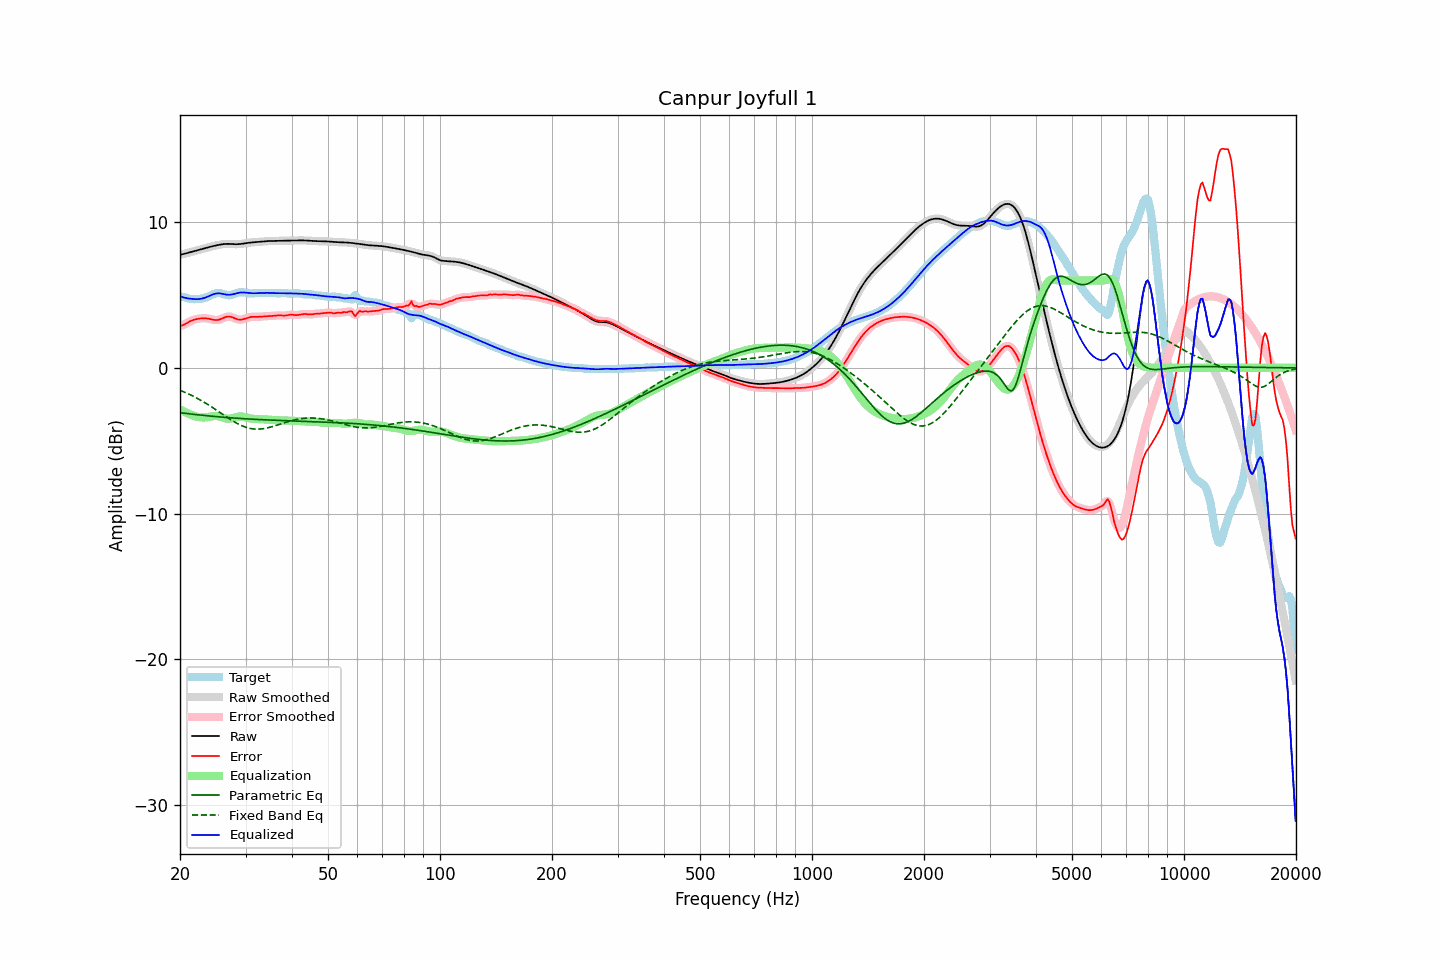 Canpur Joyfull 1
Amplitude (dBr)
10
0
−10
−20
−30
Target
Raw Smoothed
Error Smoothed
Raw
Error
Equalization
Parametric Eq
Fixed Band Eq
Equalized
20 50 100 200 500 1000 2000 5000 10000 20000
Frequency (Hz)